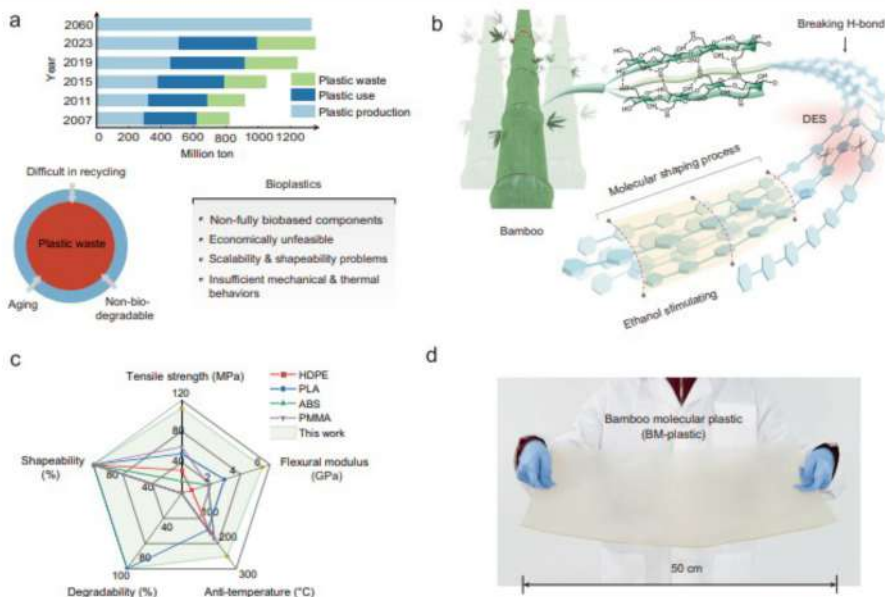 a
Year
2060
2023
2019
2015
2011
2007
Plastic waste
Plastic use
Plastic production
0 200 400 600 800 1000 1200
Million ton
Difficult in recycling
Plastic waste
Aging
Non-bio-
degradable
Bioplastics
Non-fully biobased components
Economically unfeasible
Scalability & shapeability problems
Insufficient mechanical & thermal
behaviors
b
Breaking H-bond
DES
Molecular shaping process
Bamboo
Ethanol stimulating
c
Tensile strength (MPa)
120
80
40
HDPE
PLA
ABS
PMMA
This work
Shapeability
(%)
80
40
Flexural modulus
(GPa)
2
4
6
100
200
300
Anti-temperature (°C)
40
80
100
Degradability (%)
d
Bamboo molecular plastic
(BM-plastic)
50 cm